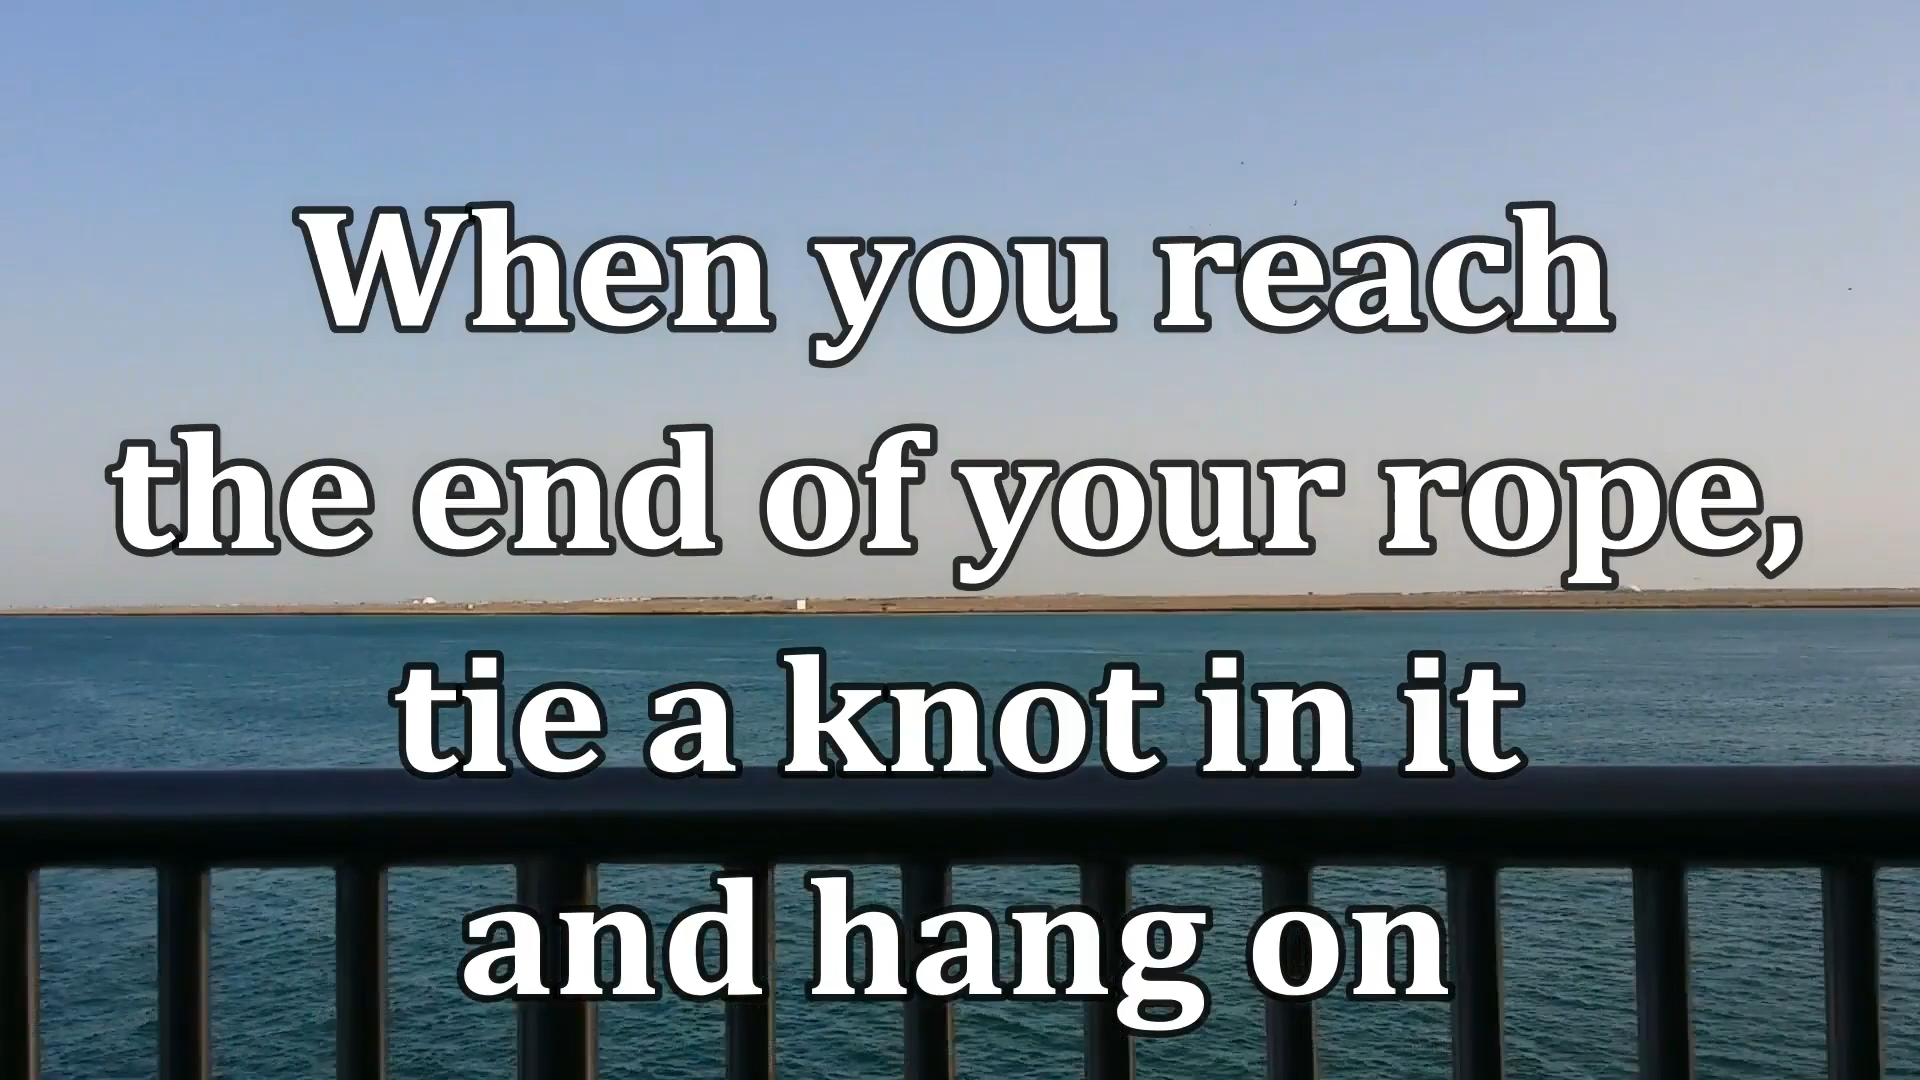 When you reach
the end of your rope,
tie a knot in it
and hang on